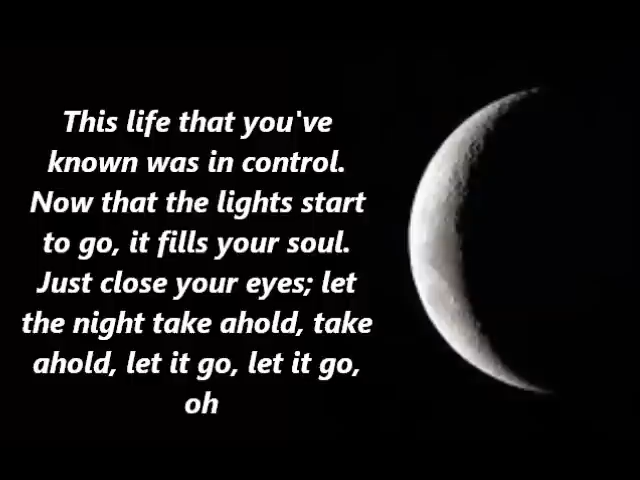 This life that you've
known was in control.
Now that the lights start
to go, it fills your soul.
Just close your eyes; let
the night take ahold, take
ahold, let it go, let it go,
oh